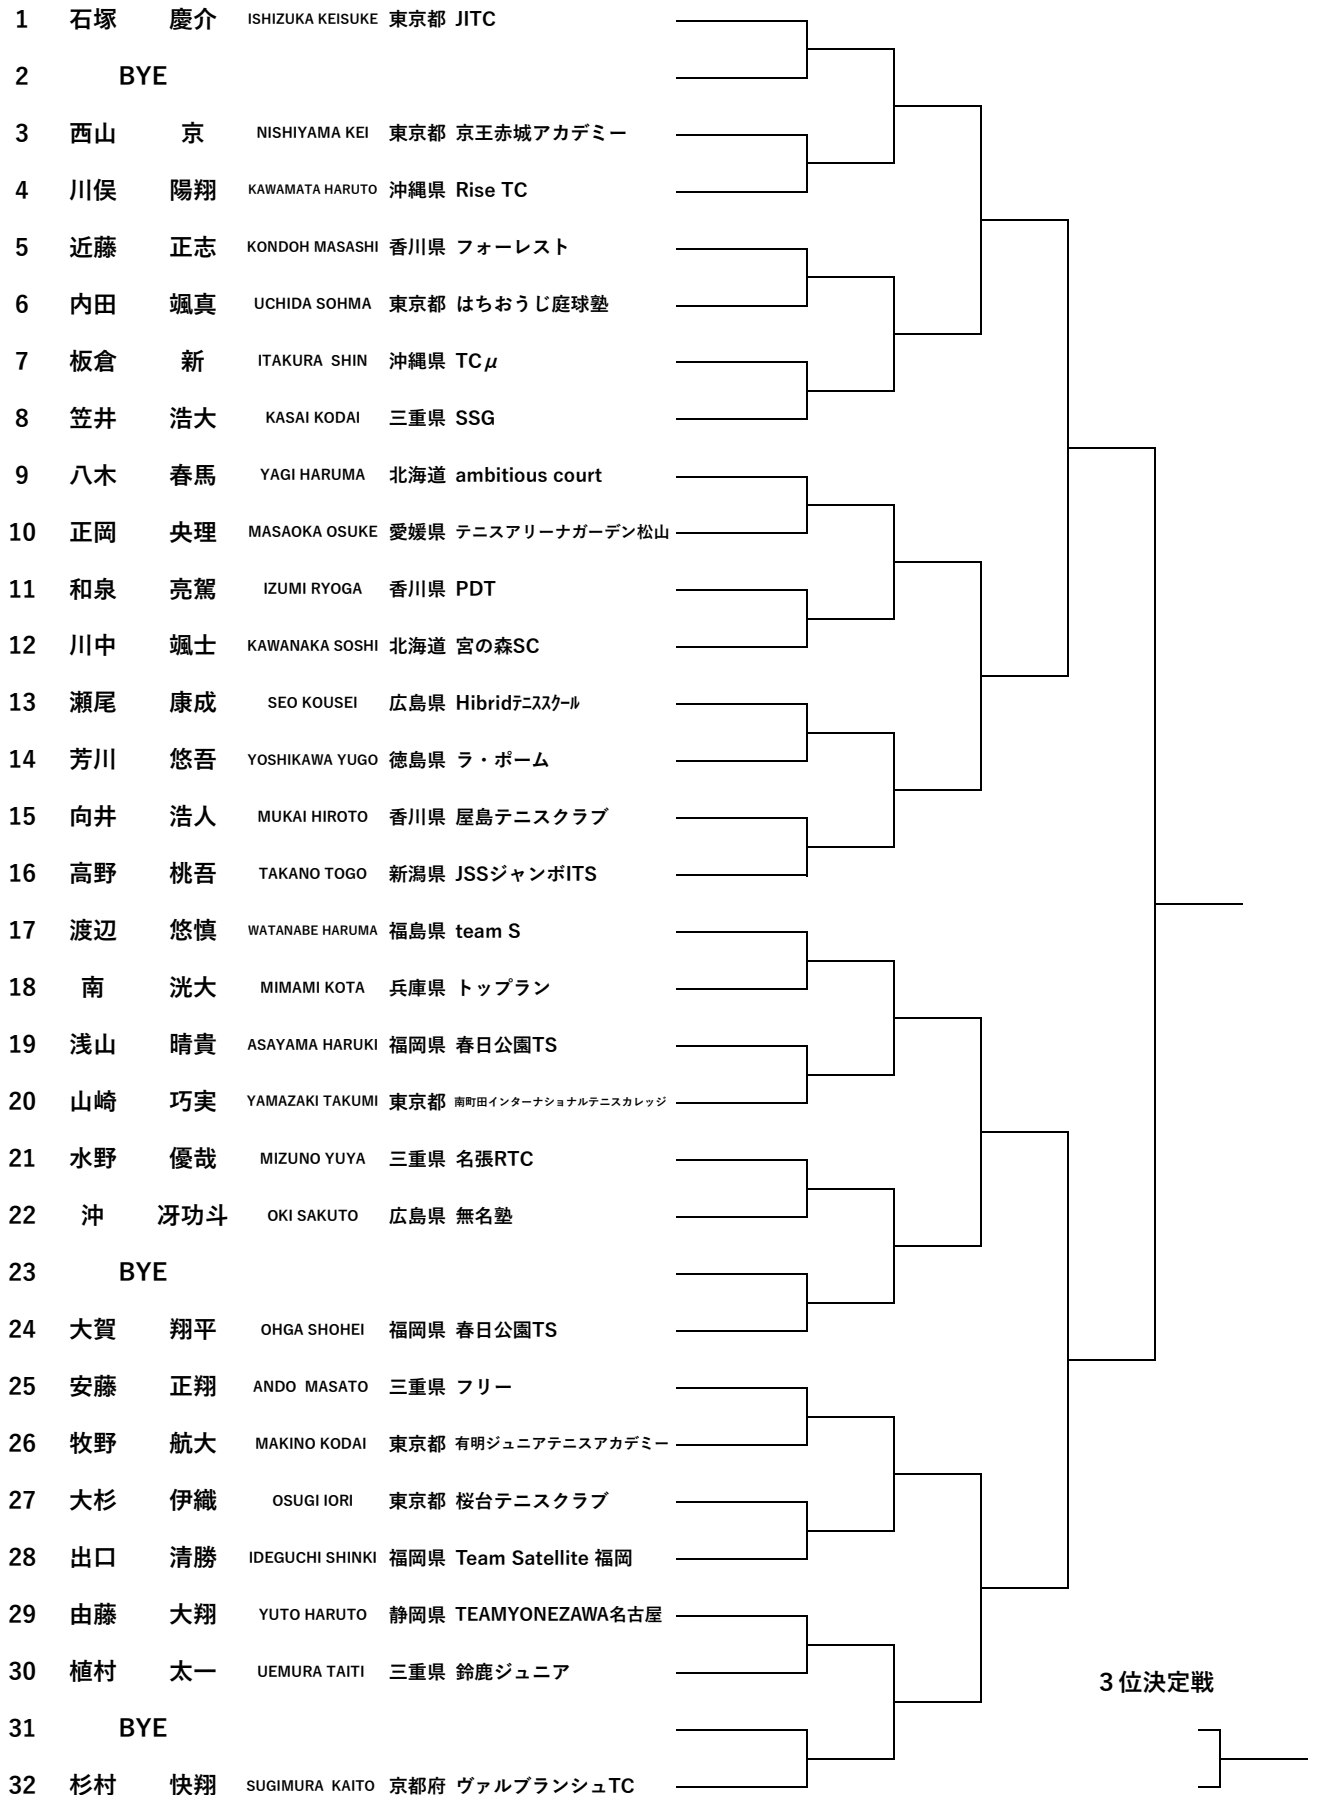 1 石塚 慶介 ISHIZUKA KEISUKE 東京都 JITC
2 BYE
3 西山 京 NISHIYAMA KEI 東京都 京王赤城アカデミー
4 川俣 陽翔 KAWAMATA HARUTO 沖縄県 Rise TC
5 近藤 正志 KONDOH MASASHI 香川県 フォーレスト
6 内田 颯真 UCHIDA SOHMA 東京都 はちおうじ庭球塾
7 板倉 新 ITAKURA SHIN 沖縄県 TCμ
8 笠井 浩大 KASAI KODAI 三重県 SSG
9 八木 春馬 YAGI HARUMA 北海道 ambitious court
10 正岡 央理 MASAOKA OSUKE 愛媛県 テニスアリーナガーデン松山
11 和泉 亮駕 IZUMI RYOGA 香川県 PDT
12 川中 颯士 KAWANAKA SOSHI 北海道 宮の森SC
13 瀬尾 康成 SEO KOUSEI 広島県 Hibridﾃﾆｽｽｸｰﾙ
14 芳川 悠吾 YOSHIKAWA YUGO 徳島県 ラ・ポーム
15 向井 浩人 MUKAI HIROTO 香川県 屋島テニスクラブ
16 高野 桃吾 TAKANO TOGO 新潟県 JSSジャンボITS
17 渡辺 悠慎 WATANABE HARUMA 福島県 team S
18 南 洸大 MIMAMI KOTA 兵庫県 トップラン
19 浅山 晴貴 ASAYAMA HARUKI 福岡県 春日公園TS
20 山崎 巧実 YAMAZAKI TAKUMI 東京都 南町田インターナショナルテニスカレッジ
21 水野 優哉 MIZUNO YUYA 三重県 名張RTC
22 沖 冴功斗 OKI SAKUTO 広島県 無名塾
23 BYE
24 大賀 翔平 OHGA SHOHEI 福岡県 春日公園TS
25 安藤 正翔 ANDO MASATO 三重県 フリー
26 牧野 航大 MAKINO KODAI 東京都 有明ジュニアテニスアカデミー
27 大杉 伊織 OSUGI IORI 東京都 桜台テニスクラブ
28 出口 清勝 IDEGUCHI SHINKI 福岡県 Team Satellite 福岡
29 由藤 大翔 YUTO HARUTO 静岡県 TEAMYONEZAWA名古屋
30 植村 太一 UEMURA TAITI 三重県 鈴鹿ジュニア
３位決定戦
31 BYE
32 杉村 快翔 SUGIMURA KAITO 京都府 ヴァルブランシュTC